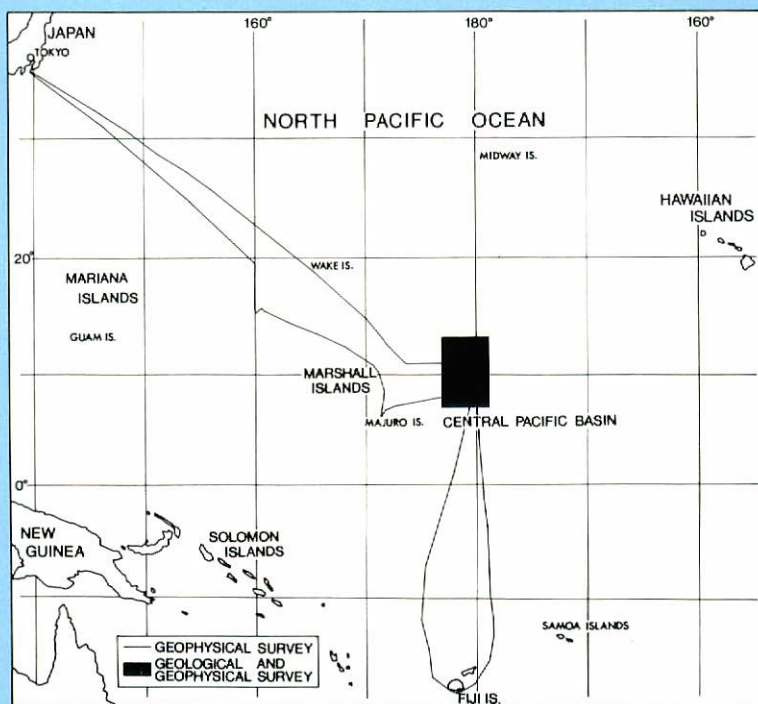 JAPAN
TOKYO
160°
180°
160°
NORTH PACIFIC OCEAN
MIDWAY IS.
HAWAIIAN
ISLANDS
20°
WAKE IS.
MARIANA
ISLANDS
GUAM IS.
MARSHALL
ISLANDS
MAJURO IS.
CENTRAL PACIFIC BASIN
0°
NEW
GUINEA
SOLOMON
ISLANDS
SAMOA ISLANDS
GEOPHYSICAL SURVEY
GEOLOGICAL AND
GEOPHYSICAL SURVEY
FIJI IS.